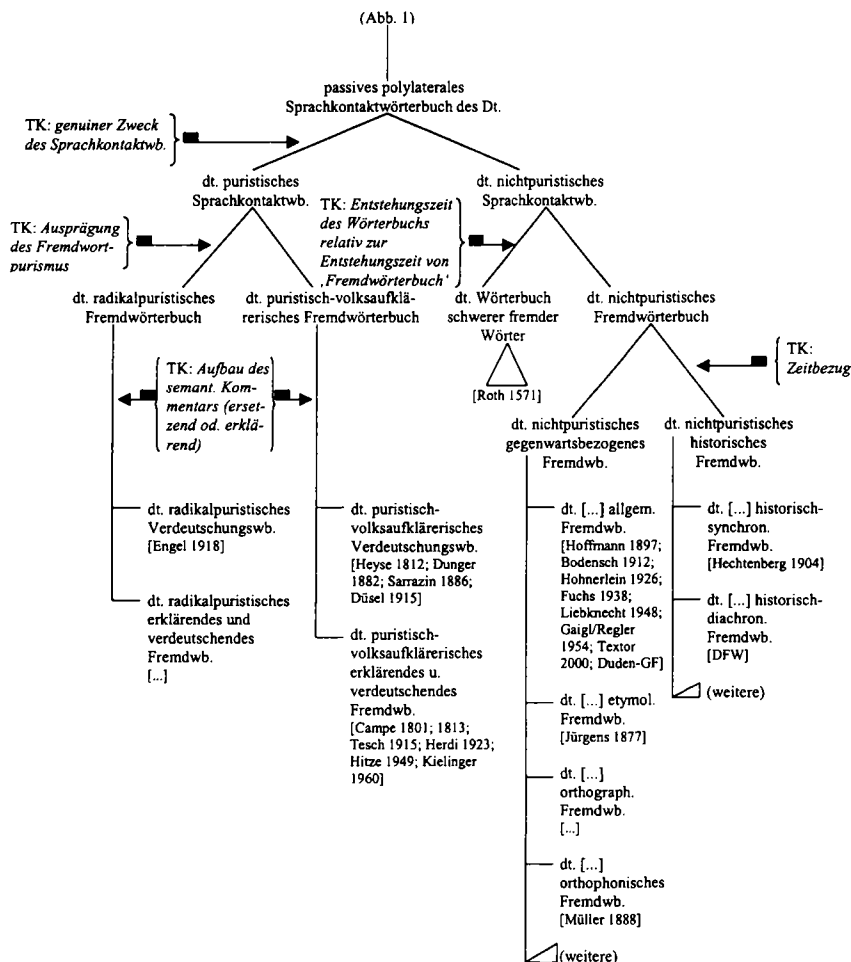 (Abb. 1)
passives polylaterales
Sprachkontaktwörterbuch des Dt.
TK: genuiner Zweck
des Sprachkontaktwb.
dt. puristisches
Sprachkontaktwb.
dt. nichtpuristisches
Sprachkontaktwb.
TK: Ausprägung
des Fremdwort-
purismus
TK: Entstehungszeit
des Wörterbuchs
relativ zur
Entstehungszeit von
‚Fremdwörterbuch‘
dt. radikalpuristisches
Fremdwörterbuch
dt. puristisch-volksaufklä-
rerisches Fremdwörterbuch
dt. Wörterbuch
schwerer fremder
Wörter
[Roth 1571]
dt. nichtpuristisches
Fremdwörterbuch
TK:
Zeitbezug
TK: Aufbau des
semant. Kom-
mentars (erset-
zend od. erklä-
rend)
dt. nichtpuristisches
gegenwartsbezogenes
Fremdwb.
dt. nichtpuristisches
historisches
Fremdwb.
dt. radikalpuristisches
Verdeutschungswb.
[Engel 1918]
dt. radikalpuristisches
erklärendes und
verdeutschendes
Fremdwb.
[...]
dt. puristisch-
volksaufklärerisches
Verdeutschungswb.
[Heyse 1812; Dunger
1882; Sarrazin 1886;
Düsel 1915]
dt. puristisch-
volksaufklärerisches
erklärendes u.
verdeutschendes
Fremdwb.
[Campe 1801; 1813;
Tesch 1915; Herdi 1923;
Hitze 1949; Kielinger
1960]
dt. [...] allgem.
Fremdwb.
[Hoffmann 1897;
Bodensch 1912;
Hohnerlein 1926;
Fuchs 1938;
Liebknecht 1948;
Gaigl/Regler
1954; Textor
2000; Duden-GF]
dt. [...] etymol.
Fremdwb.
[Jürgens 1877]
dt. [...]
orthograph.
Fremdwb.
[...]
dt. [...]
orthophonisches
Fremdwb.
[Müller 1888]
(weitere)
dt. [...] historisch-
synchron.
Fremdwb.
[Hechtenberg 1904]
dt. [...] historisch-
diachron.
Fremdwb.
[DFW]
(weitere)